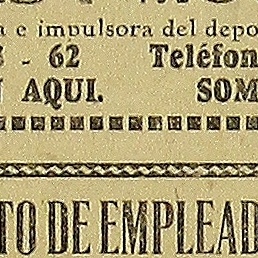 a e impulsora del depo
- 62 Teléfon
AQUI. SOM
TO DE EMPLEAD